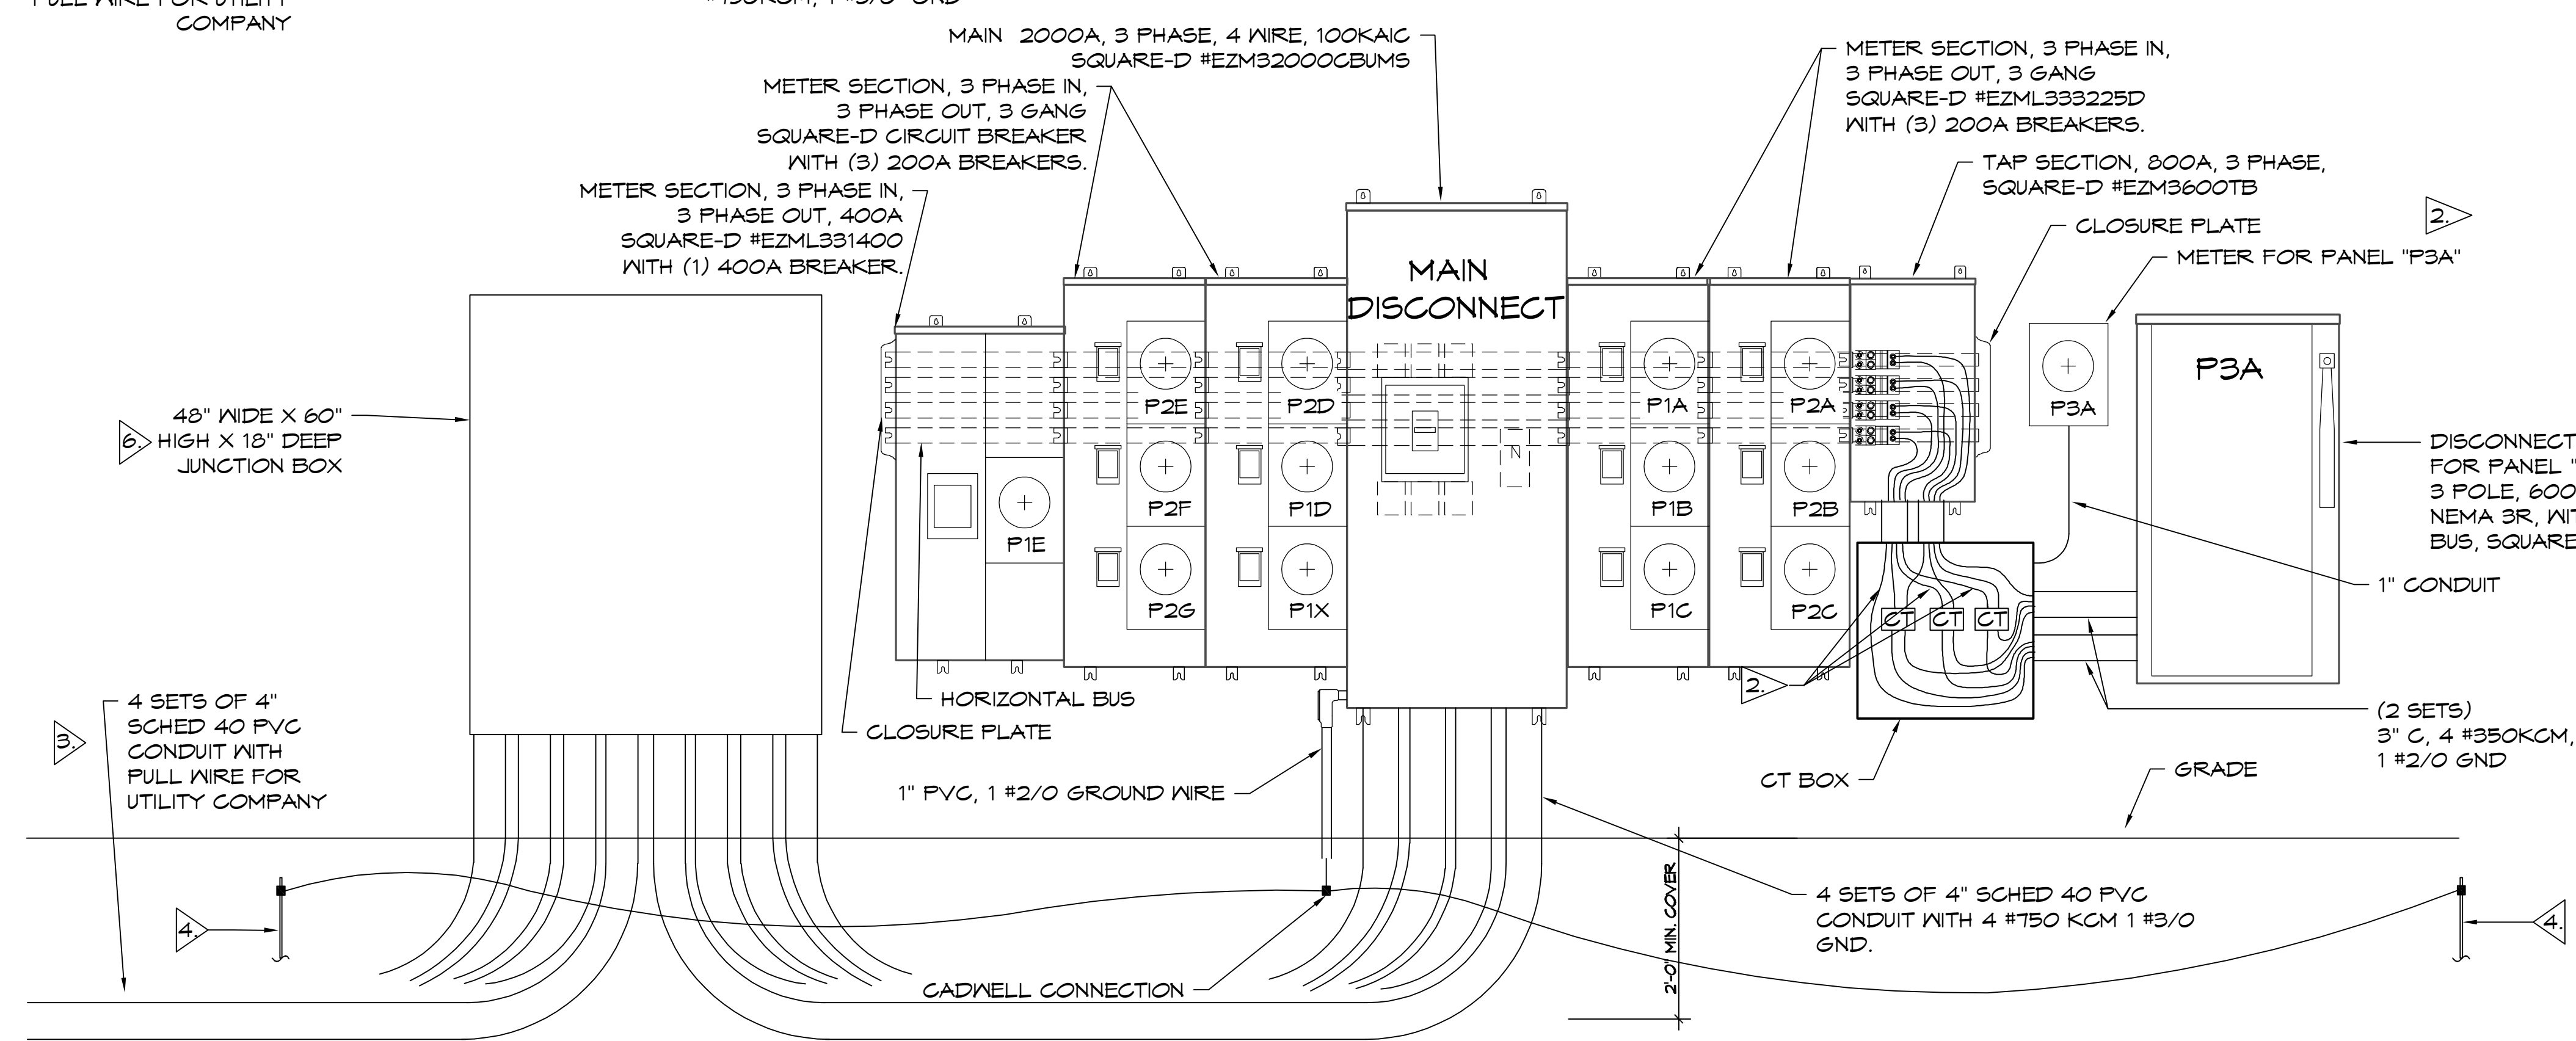 COMPANY
MAIN 2000A, 3 PHASE, 4 WIRE, 100KAIC
SQUARE-D #EZM32000CBUMS
METER SECTION, 3 PHASE IN,
3 PHASE OUT, 3 GANG
SQUARE-D CIRCUIT BREAKER
WITH (3) 200A BREAKERS.
METER SECTION, 3 PHASE IN,
3 PHASE OUT, 400A
SQUARE-D #EZML331400
WITH (1) 400A BREAKER.
METER SECTION, 3 PHASE IN,
3 PHASE OUT, 3 GANG
SQUARE-D #EZML333225D
WITH (3) 200A BREAKERS.
TAP SECTION, 800A, 3 PHASE,
SQUARE-D #EZM3600TB
2.
CLOSURE PLATE
METER FOR PANEL "P3A"
MAIN
DISCONNECT
P3A
P2E
P2D
P1A
P2A
P3A
48" WIDE X 60"
6. HIGH X 18" DEEP
JUNCTION BOX
N
DISCONNECT
FOR PANEL "
3 POLE, 600
NEMA 3R, WIT
BUS, SQUARE
P2F
P1D
P1B
P2B
P1E
1" CONDUIT
P2G
P1X
P1C
P2C
CT
CT
CT
2.
HORIZONTAL BUS
CLOSURE PLATE
3.
4 SETS OF 4"
SCHED 40 PVC
CONDUIT WITH
PULL WIRE FOR
UTILITY COMPANY
(2 SETS)
3" C, 4 #350KCM,
1 #2/0 GND
1" PVC, 1 #2/0 GROUND WIRE
CT BOX
GRADE
2'-0" MIN. COVER
4 SETS OF 4" SCHED 40 PVC
CONDUIT WITH 4 #750 KCM 1 #3/0
GND.
4.
4.
CADWELL CONNECTION